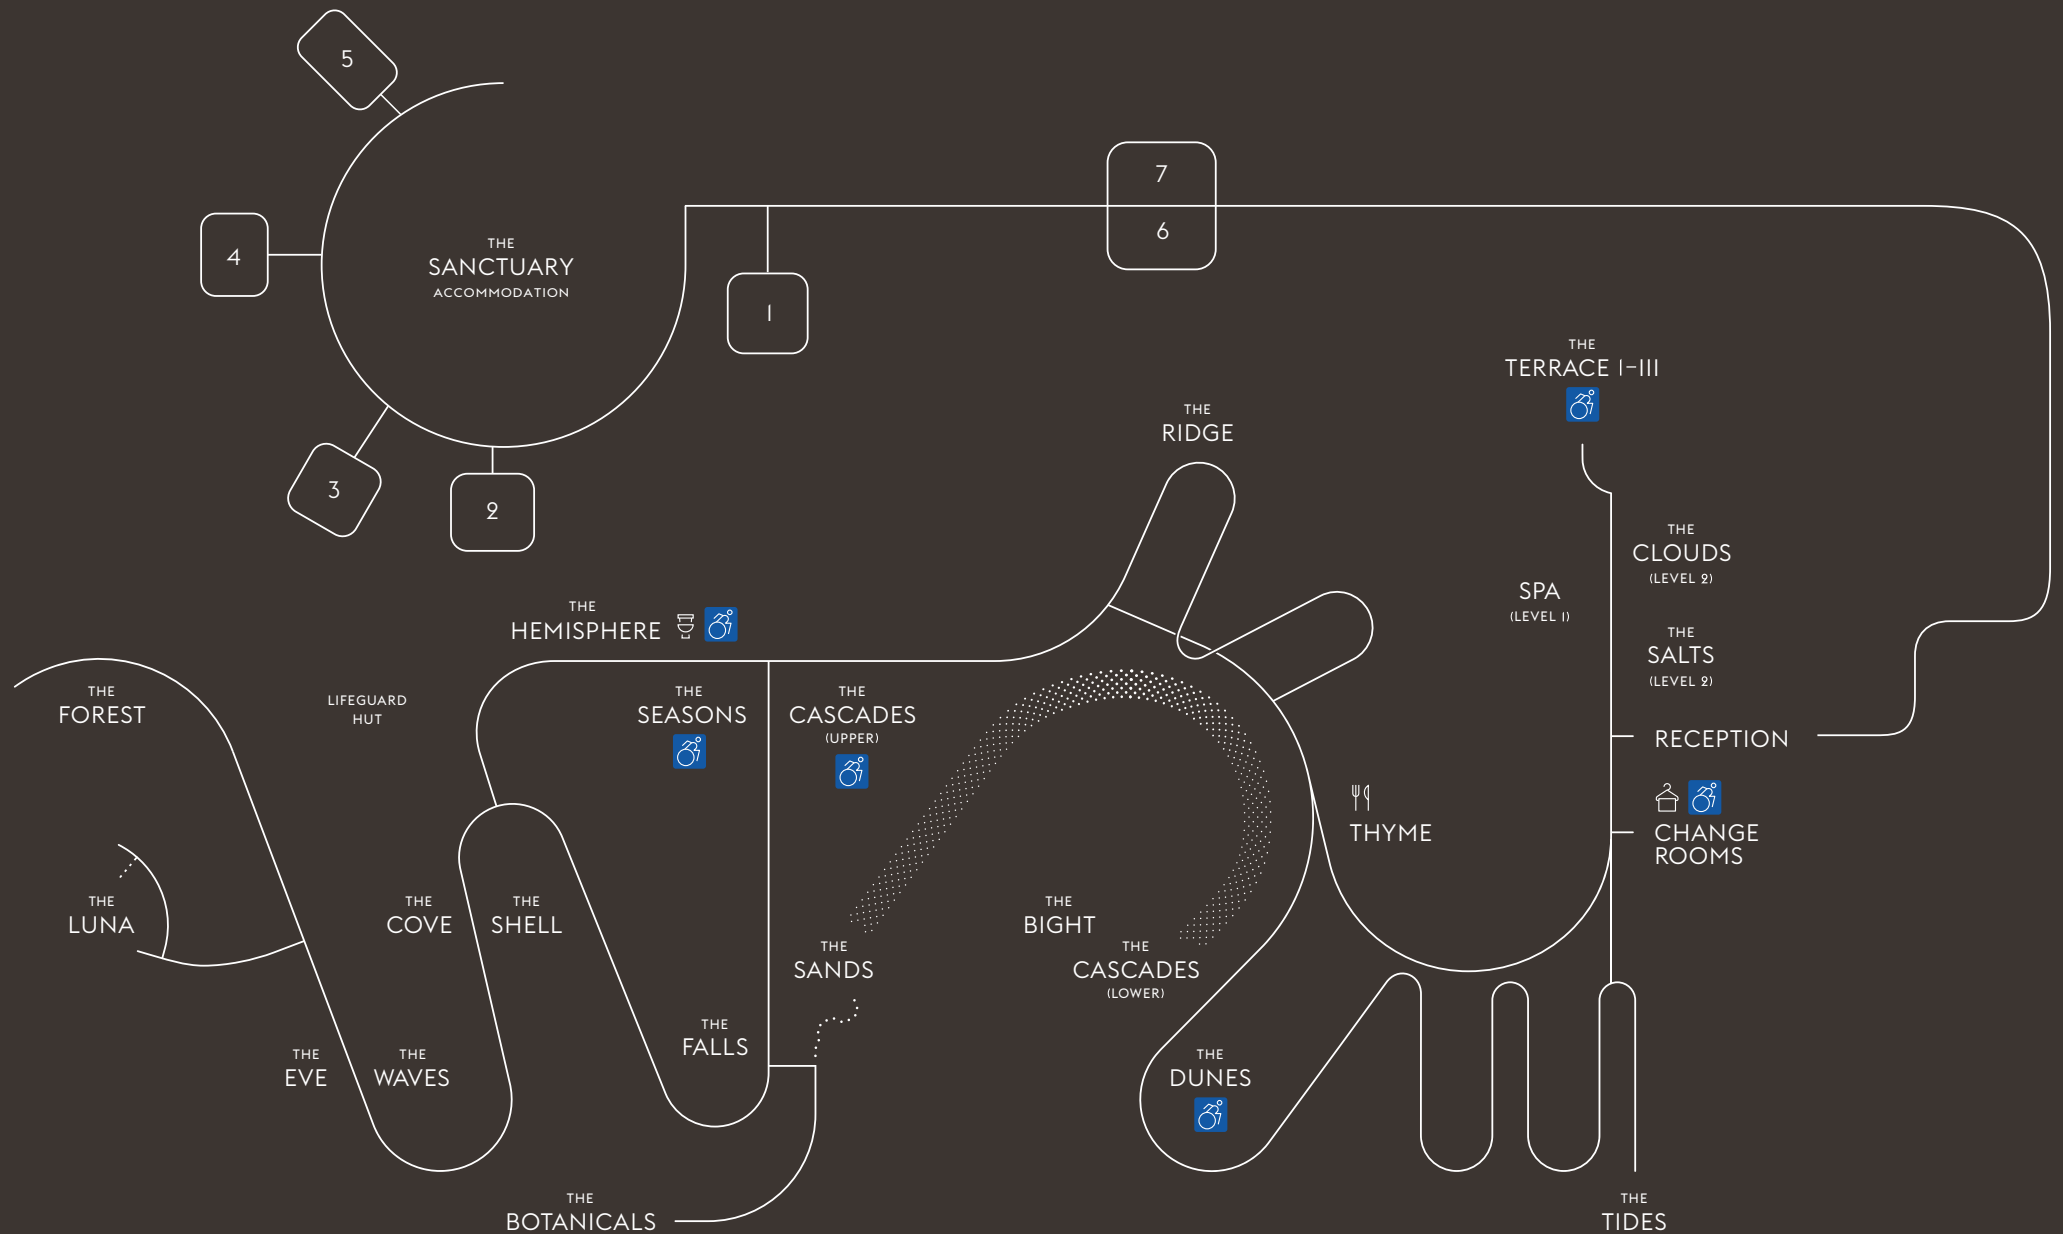 5
7
6
4
THE
SANCTUARY
ACCOMMODATION
1
3
2
THE
TERRACE I–III
THE
RIDGE
THE
CLOUDS
(LEVEL 2)
SPA
(LEVEL 1)
THE
SALTS
(LEVEL 2)
RECEPTION
CHANGE
ROOMS
THE
HEMISPHERE
THE
FOREST
LIFEGUARD
HUT
THE
SEASONS
THE
CASCADES
(UPPER)
THYME
THE
LUNA
THE
COVE
THE
SHELL
THE
BIGHT
THE
SANDS
THE
CASCADES
(LOWER)
THE
FALLS
THE
EVE
THE
WAVES
THE
DUNES
THE
BOTANICALS
THE
TIDES